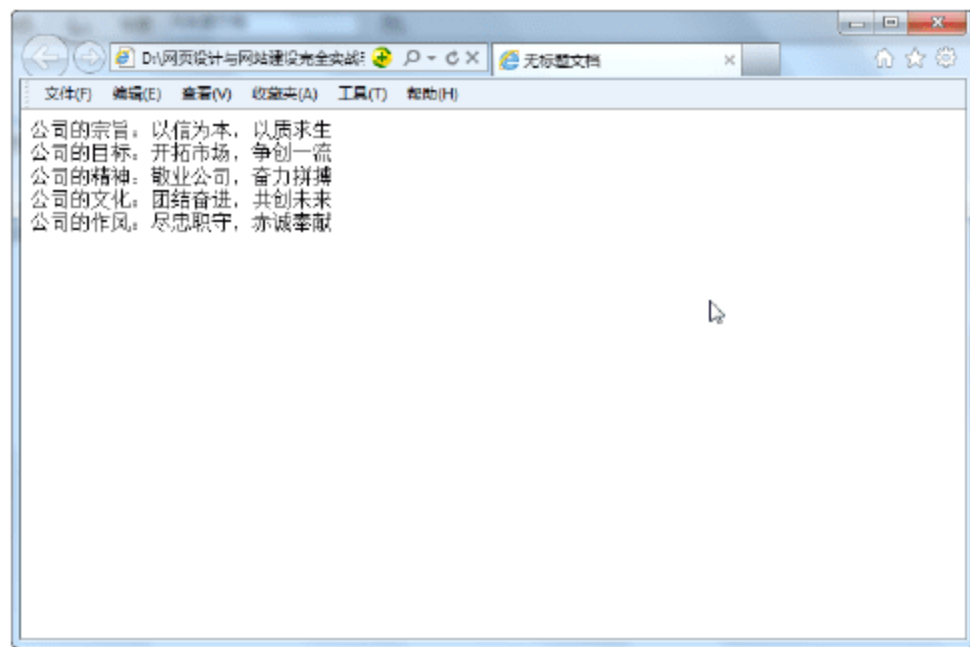 D:\网页设计与网站建设完全实战
无标题文档
文件(F) 编辑(E) 查看(V) 收藏夹(A) 工具(T) 帮助(H)
公司的宗旨：以信为本，以质求生
公司的目标：开拓市场，争创一流
公司的精神：敬业公司，奋力拼搏
公司的文化：团结奋进，共创未来
公司的作风：尽忠职守，赤诚奉献